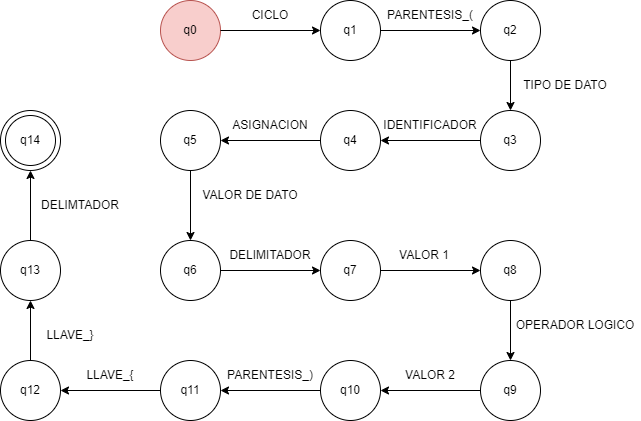 q0
CICLO
q1
PARENTESIS_(
q2
TIPO DE DATO
q14
q5
ASIGNACION
q4
IDENTIFICADOR
q3
DELIMTADOR
VALOR DE DATO
q13
q6
DELIMITADOR
q7
VALOR 1
q8
LLAVE_}
OPERADOR LOGICO
q12
LLAVE_{
q11
PARENTESIS_)
q10
VALOR 2
q9